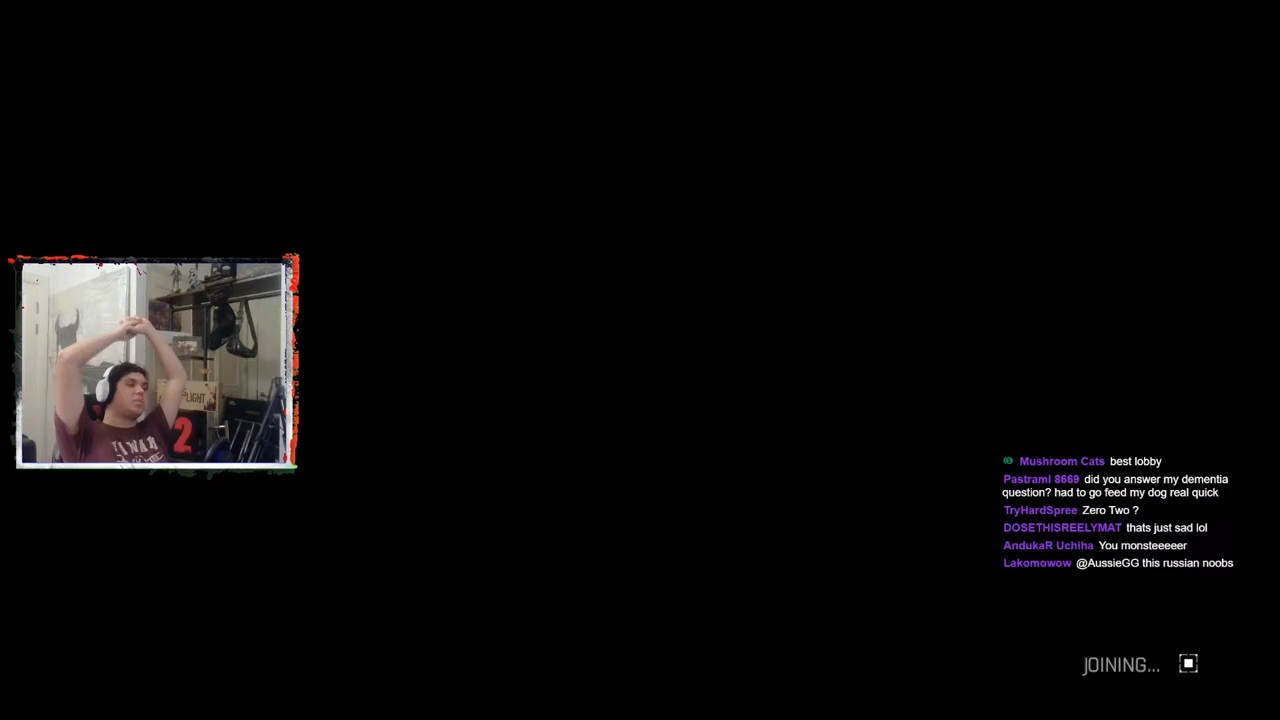 LIGHT
2
Mushroom Cats best lobby
Pastrami 8669 did you answer my dementia
question? had to go feed my dog real quick
TryHardSpree Zero Two ?
DOSETHISREELYMAT thats just sad lol
AndukaR Uchiha You monsteeeeer
Lakomowow @AussieGG this russian noobs
JOINING...